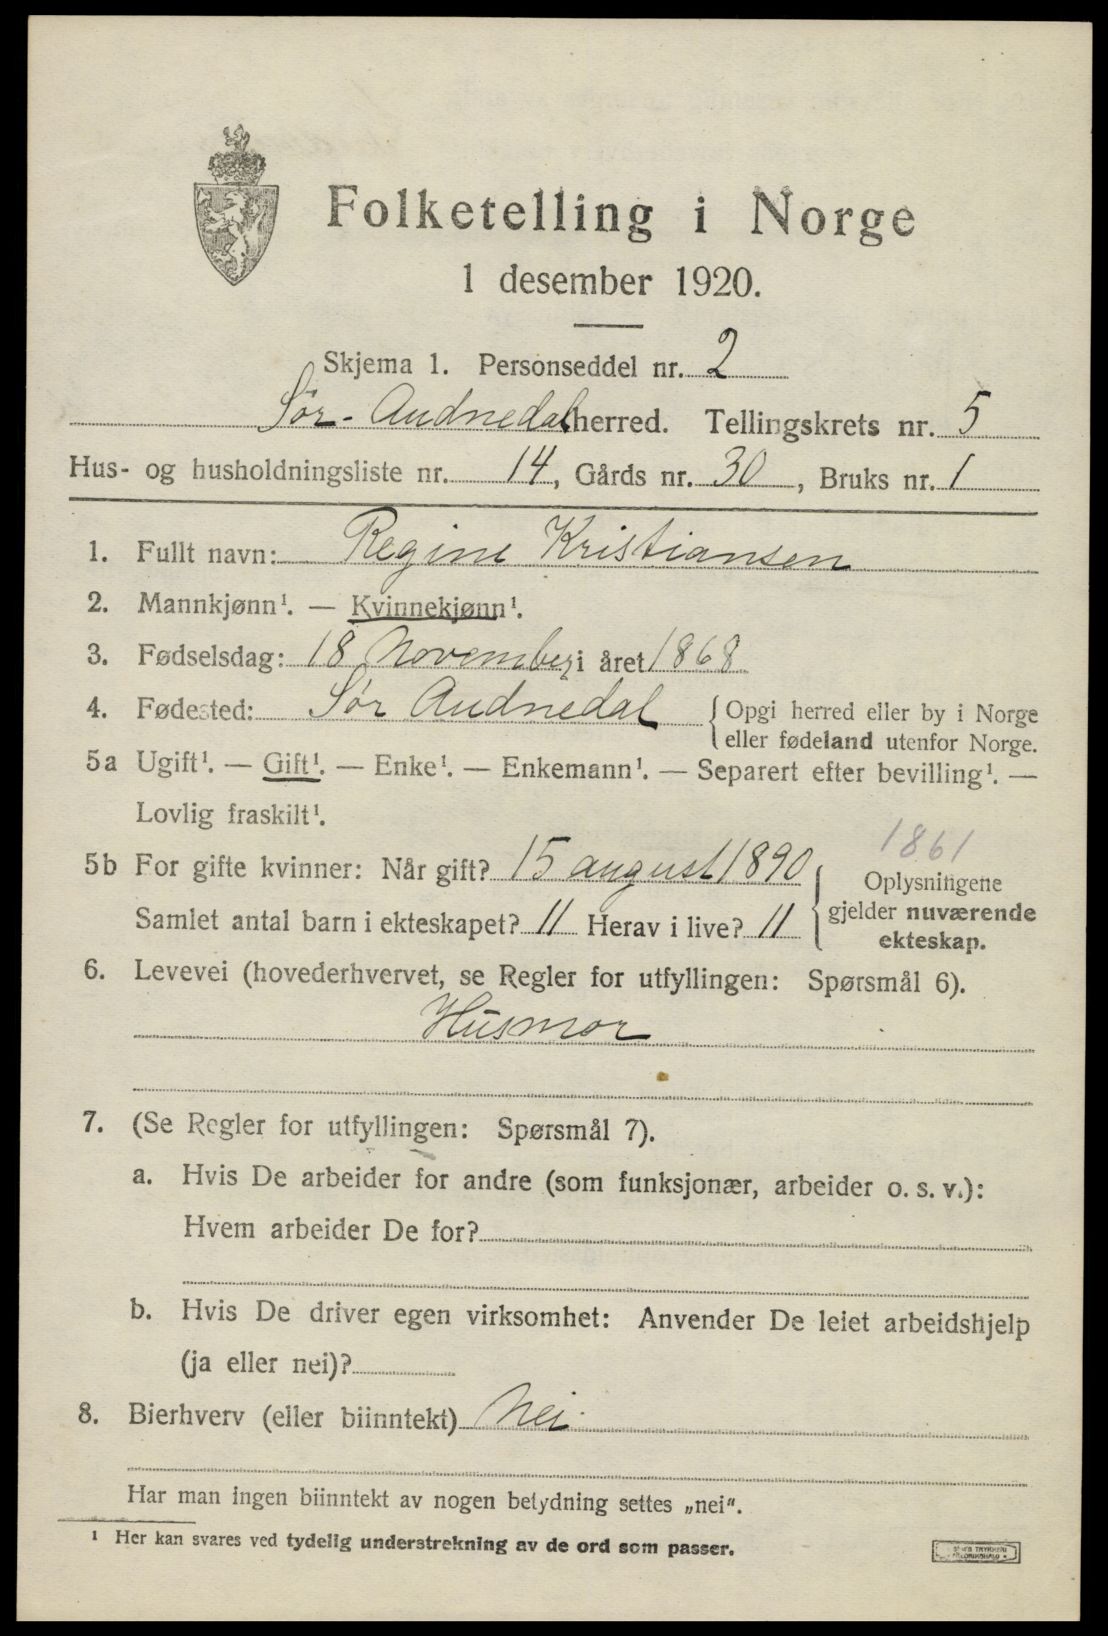 Folketelling i Norge
1 desember 1920.
Skjema 1. Personseddel nr. 2
Sør-Audnedal herred. Tellingskrets nr. 5
Hus- og husholdningsliste nr. 14, Gårds nr. 30, Bruks nr. 1
1. Fullt navn: Regine Kristiansen
2. Mannkjønn¹. — Kvinnekjønn¹.
3. Fødselsdag: 18 November i året 1868
4. Fødested: Sør Audnedal { Opgi herred eller by i Norge
eller fødeland utenfor Norge.
5a Ugift¹. — Gift¹. — Enke¹. — Enkemann¹. — Separert efter bevilling¹. —
Lovlig fraskilt¹.
1861
5b For gifte kvinner: Når gift? 15 august 1890 { Oplysningene
Samlet antal barn i ekteskapet? 11 Herav i live? 11 gjelder nuværende
ekteskap.
6. Levevei (hovederhvervet, se Regler for utfyllingen: Spørsmål 6).
Husmor
7. (Se Regler for utfyllingen: Spørsmål 7).
a. Hvis De arbeider for andre (som funksjonær, arbeider o. s. v.):
Hvem arbeider De for?
b. Hvis De driver egen virksomhet: Anvender De leiet arbeidshjelp
(ja eller nei)?
8. Bierhverv (eller biinntekt) Nei.
Har man ingen biinntekt av nogen betydning settes „nei".
¹ Her kan svares ved tydelig understrekning av de ord som passer.